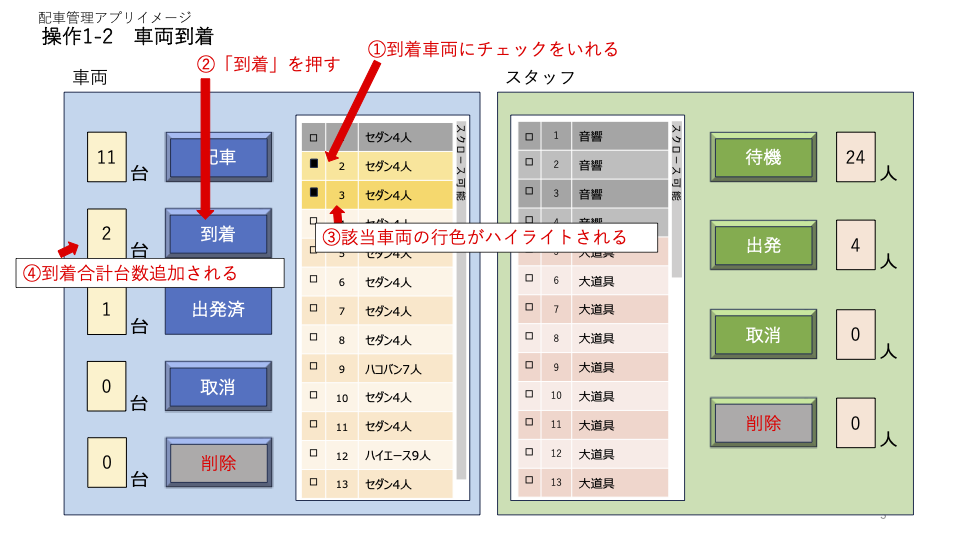 配車管理アプリイメージ
操作1-2　車両到着
①到着車両にチェックをいれる
②「到着」を押す
車両
スタッフ
11 台
2 台
到着
④到着合計台数追加される
1 台
出発済
0 台
取消
0 台
削除
セダン4人
2 セダン4人
3 セダン4人
③該当車両の行色がハイライトされる
5 セダン4人
6 セダン4人
7 セダン4人
8 セダン4人
9 ハコバン7人
10 セダン4人
11 セダン4人
12 ハイエース9人
13 セダン4人
スクロース可能
1 音響
2 音響
3 音響
4 音響
大道具
6 大道具
7 大道具
8 大道具
9 大道具
10 大道具
11 大道具
12 大道具
13 大道具
スクロース可能
待機 24 人
出発 4 人
取消 0 人
削除 0 人